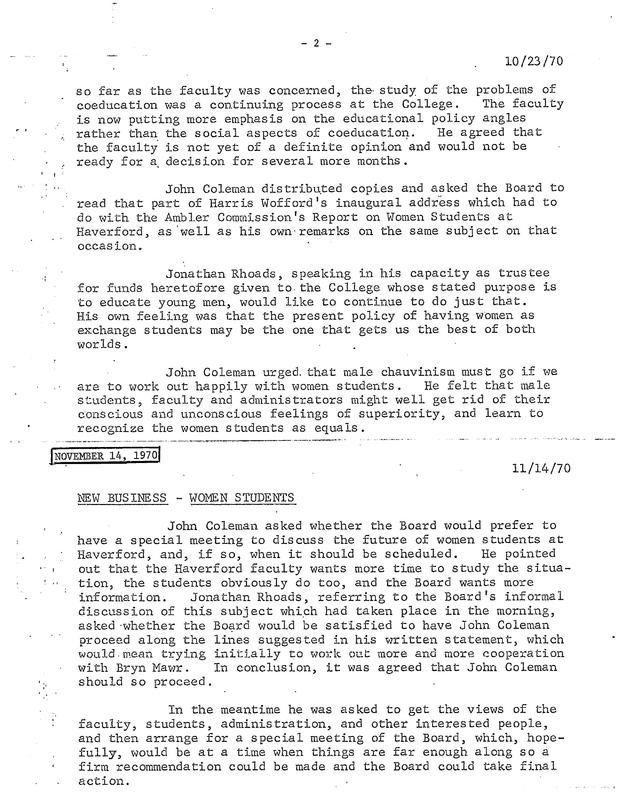 - 2 -
10/23/70
so far as the faculty was concerned, the study of the problems of
coeducation was a continuing process at the College. The faculty
is now putting more emphasis on the educational policy angles
rather than the social aspects of coeducation. He agreed that
the faculty is not yet of a definite opinion and would not be
ready for a decision for several more months.
John Coleman distributed copies and asked the Board to
read that part of Harris Wofford's inaugural address which had to
do with the Ambler Commission's Report on Women Students at
Haverford, as well as his own remarks on the same subject on that
occasion.
Jonathan Rhoads, speaking in his capacity as trustee
for funds heretofore given to the College whose stated purpose is
to educate young men, would like to continue to do just that.
His own feeling was that the present policy of having women as
exchange students may be the one that gets us the best of both
worlds.
John Coleman urged that male chauvinism must go if we
are to work out happily with women students. He felt that male
students, faculty and administrators might well get rid of their
conscious and unconscious feelings of superiority, and learn to
recognize the women students as equals.
NOVEMBER 14, 1970
11/14/70
NEW BUSINESS - WOMEN STUDENTS
John Coleman asked whether the Board would prefer to
have a special meeting to discuss the future of women students at
Haverford, and, if so, when it should be scheduled. He pointed
out that the Haverford faculty wants more time to study the situa-
tion, the students obviously do too, and the Board wants more
information. Jonathan Rhoads, referring to the Board's informal
discussion of this subject which had taken place in the morning,
asked whether the Board would be satisfied to have John Coleman
proceed along the lines suggested in his written statement, which
would mean trying initially to work out more and more cooperation
with Bryn Mawr. In conclusion, it was agreed that John Coleman
should so proceed.
In the meantime he was asked to get the views of the
faculty, students, administration, and other interested people,
and then arrange for a special meeting of the Board, which, hope-
fully, would be at a time when things are far enough along so a
firm recommendation could be made and the Board could take final
action.